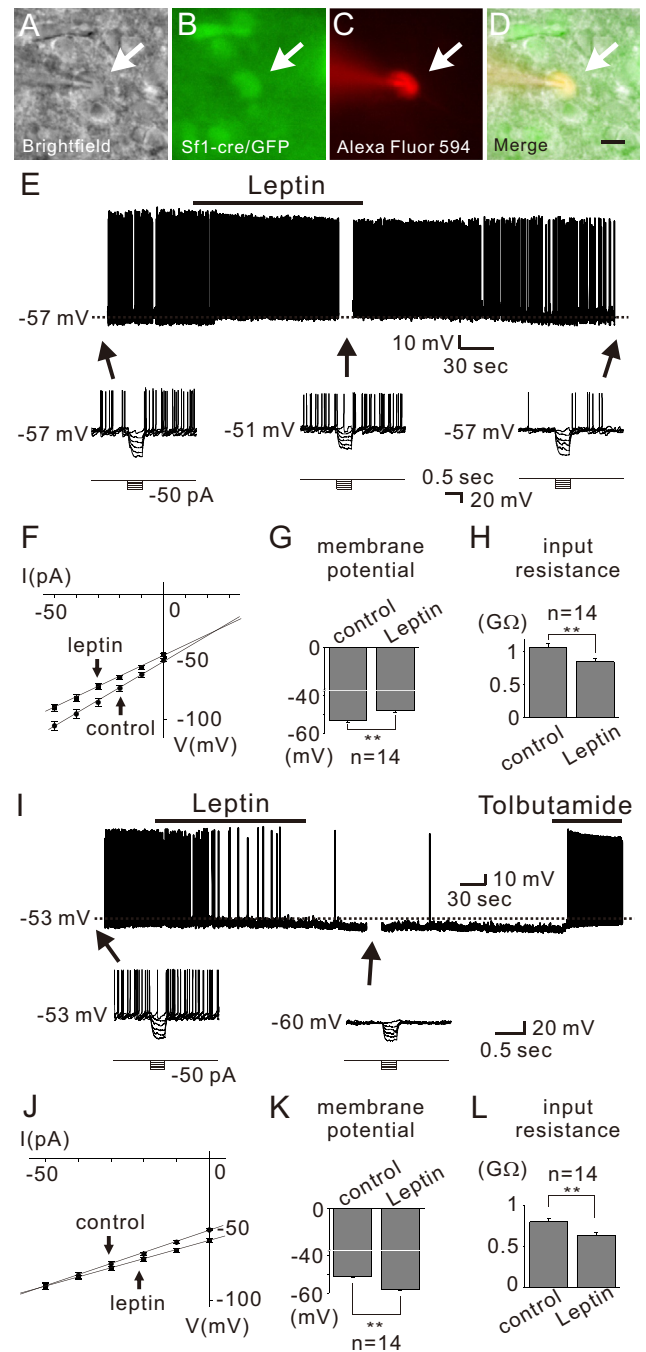 A
B
C
D
Brightfield
Sf1-cre/GFP
Alexa Fluor 594
Merge
E
Leptin
-57 mV
10 mV
30 sec
-57 mV
-51 mV
-57 mV
-50 pA
0.5 sec
20 mV
F
I(pA)
-50
0
leptin
control
-50
-100
V(mV)
G
membrane
potential
control
Leptin
0
-40
-60
(mV)
**
n=14
H
input
resistance
(GΩ)
n=14
**
1
0.5
0
control
Leptin
I
Leptin
Tolbutamide
-53 mV
10 mV
30 sec
-53 mV
-60 mV
-50 pA
20 mV
0.5 sec
J
I(pA)
-50
0
control
leptin
-50
-100
V(mV)
K
membrane
potential
control
Leptin
0
-40
-60
(mV)
**
n=14
L
input
resistance
(GΩ)
n=14
**
1
0.5
0
control
Leptin